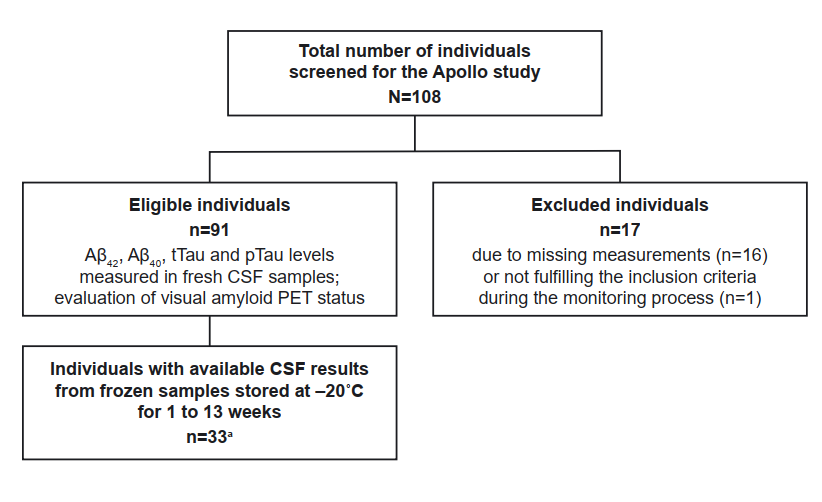 Total number of individuals
screened for the Apollo study
N=108
Eligible individuals
n=91
Aβ₄₂, Aβ₄₀, tTau and pTau levels
measured in fresh CSF samples;
evaluation of visual amyloid PET status
Excluded individuals
n=17
due to missing measurements (n=16)
or not fulfilling the inclusion criteria
during the monitoring process (n=1)
Individuals with available CSF results
from frozen samples stored at –20˚C
for 1 to 13 weeks
n=33ᵃ